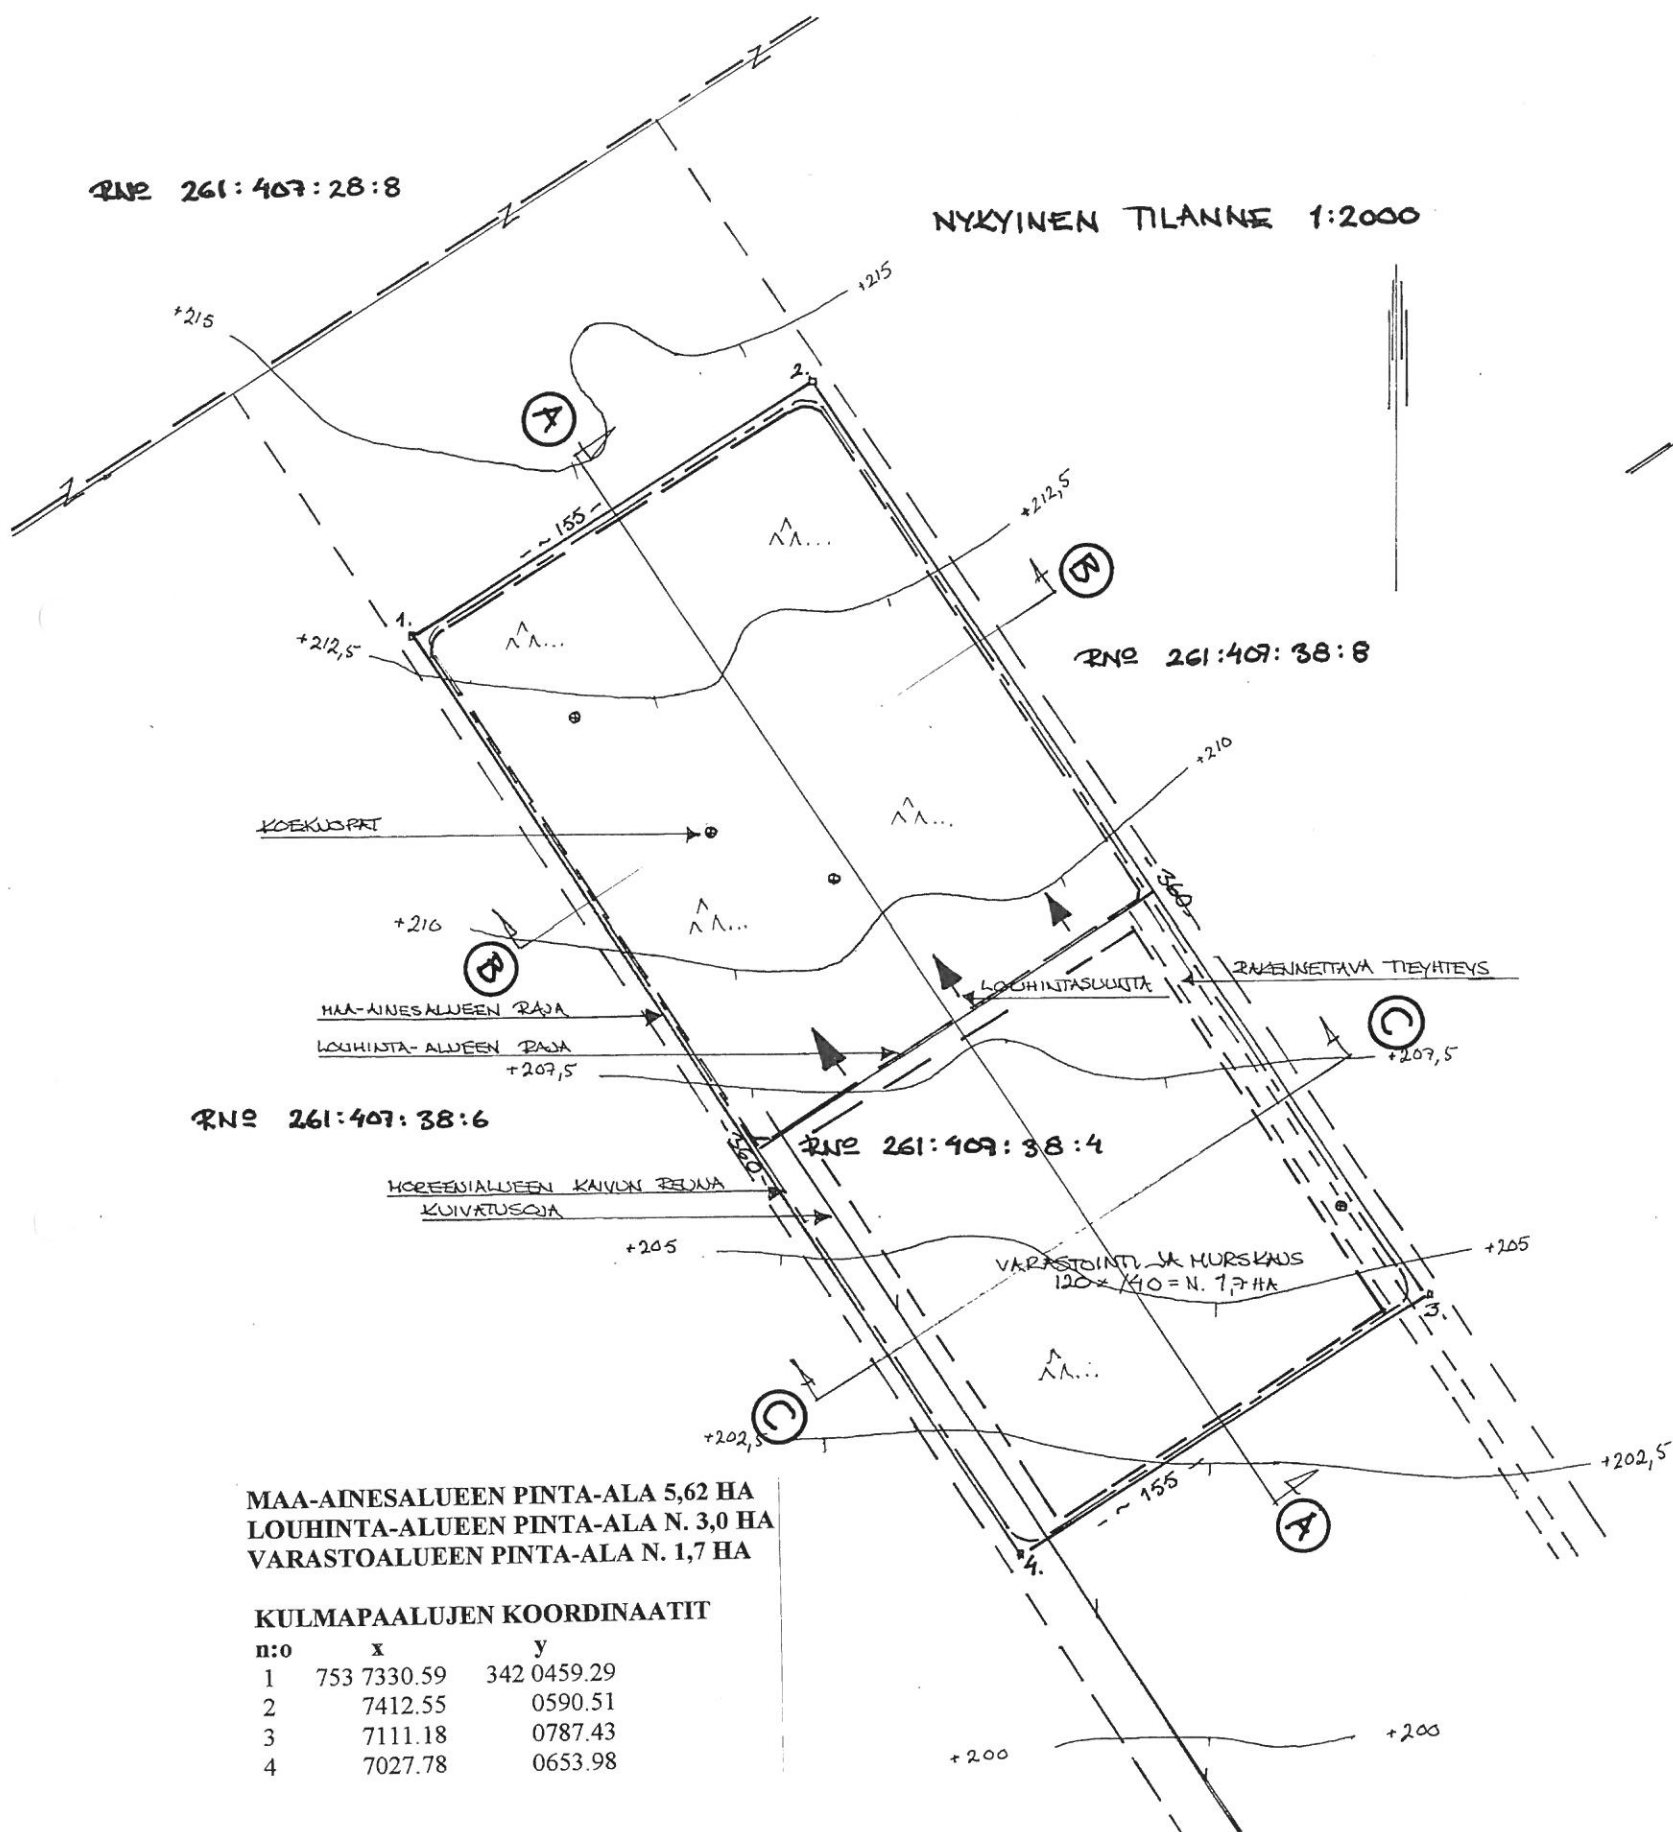 RNº 261:407:28:8
NYKYINEN TILANNE 1:2000
+215
+215
2.
A
~155
+212,5
B
1.
+212,5
RNº 261:407:38:8
+210
KOEKUOPAT
360
+210
B
RAKENNETTAVA TIEYHTEYS
LOUHINTASUUNTA
MAA-AINESALUEEN RAJA
C
LOUHINTA-ALUEEN RAJA
+207,5
+207,5
RNº 261:407:38:6
RNº 261:407:38:4
360
MOREENIALUEEN KAIVUN REUNA
KUIVATUSOJA
+205
+205
VARASTOINTI JA MURSKAUS
120 x 140 = N. 1,7 HA
3.
C
+202,5
+202,5
~155
A
4.
MAA-AINESALUEEN PINTA-ALA 5,62 HA
LOUHINTA-ALUEEN PINTA-ALA N. 3,0 HA
VARASTOALUEEN PINTA-ALA N. 1,7 HA
KULMAPAALUJEN KOORDINAATIT
n:o x y
1 753 7330.59 342 0459.29
2 7412.55 0590.51
3 7111.18 0787.43
4 7027.78 0653.98
+200
+200